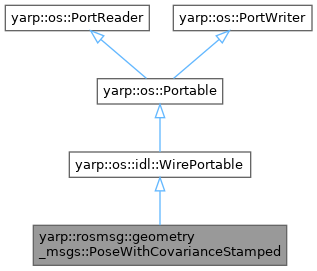 yarp::os::PortReader
yarp::os::PortWriter
yarp::os::Portable
yarp::os::idl::WirePortable
yarp::rosmsg::geometry
_msgs::PoseWithCovarianceStamped